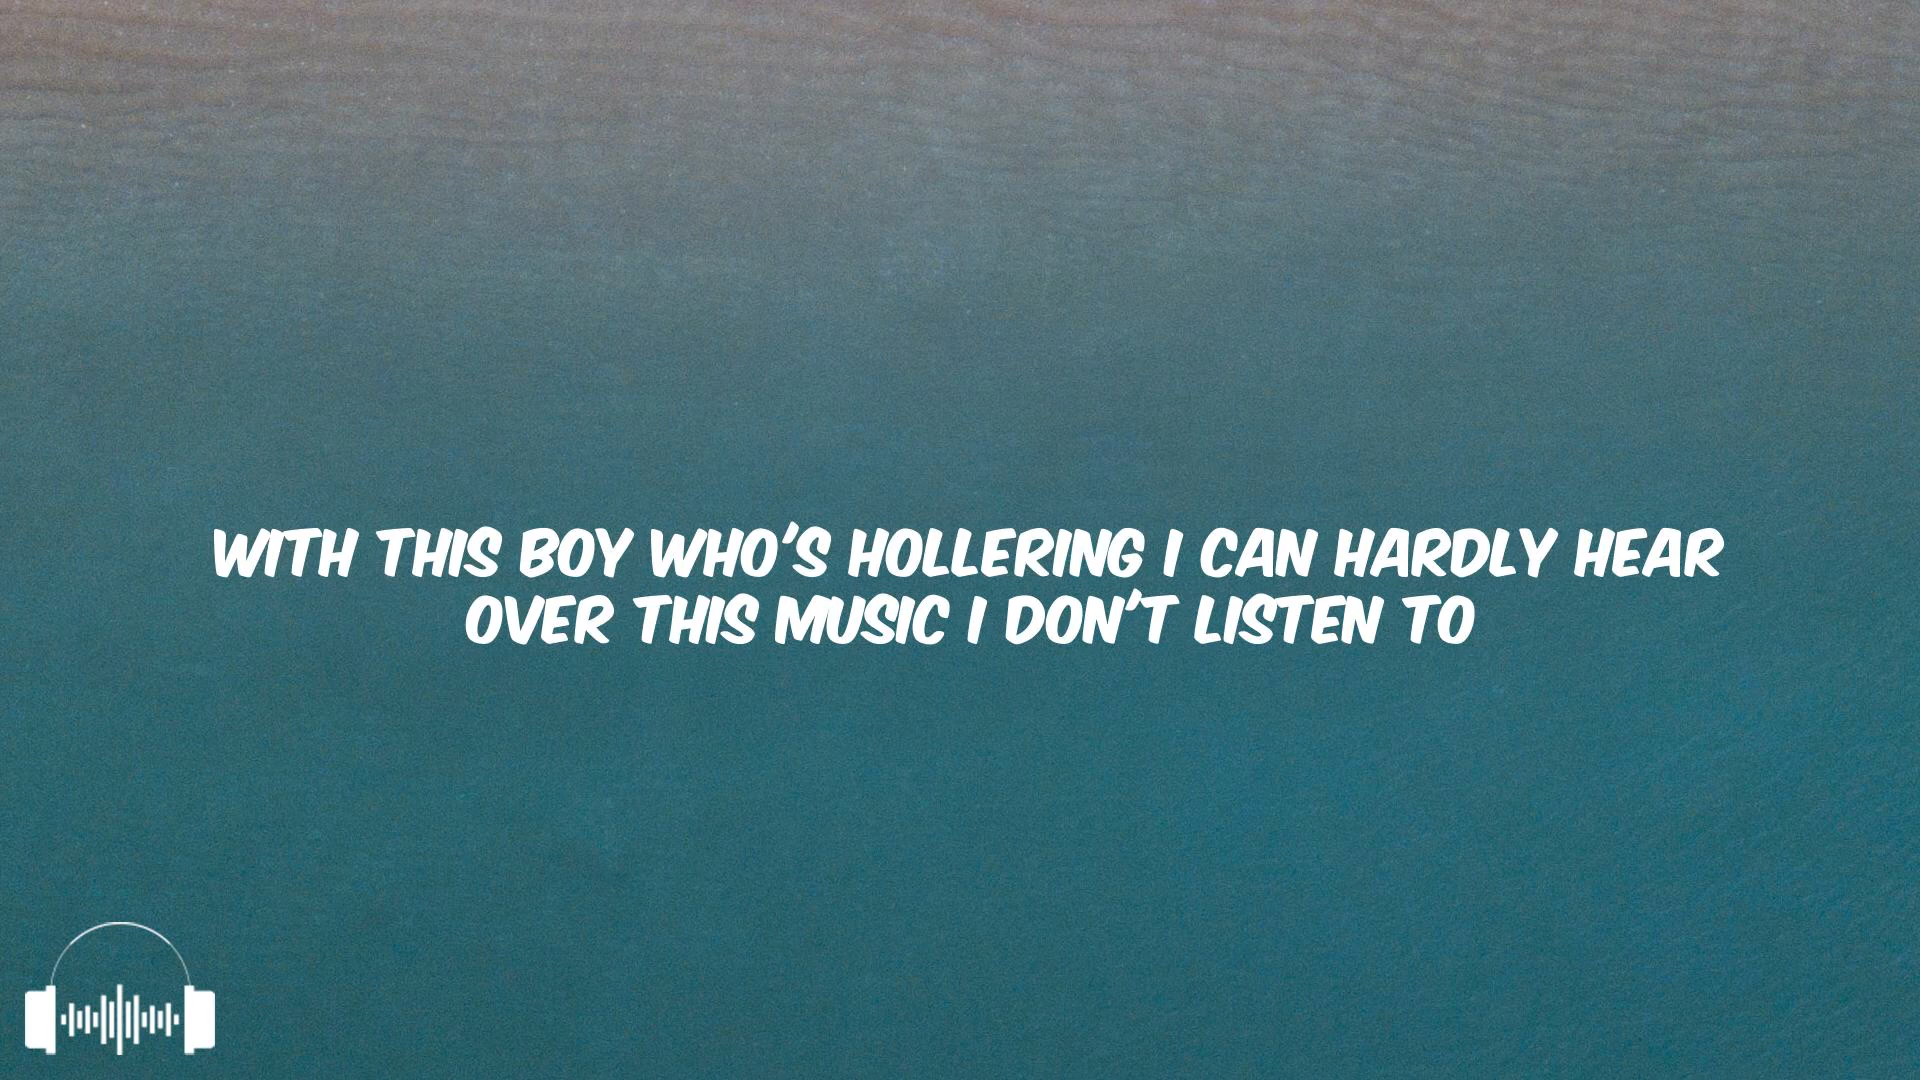 WITH THIS BOY WHO'S HOLLERING I CAN HARDLY HEAR
OVER THIS MUSIC I DON'T LISTEN TO